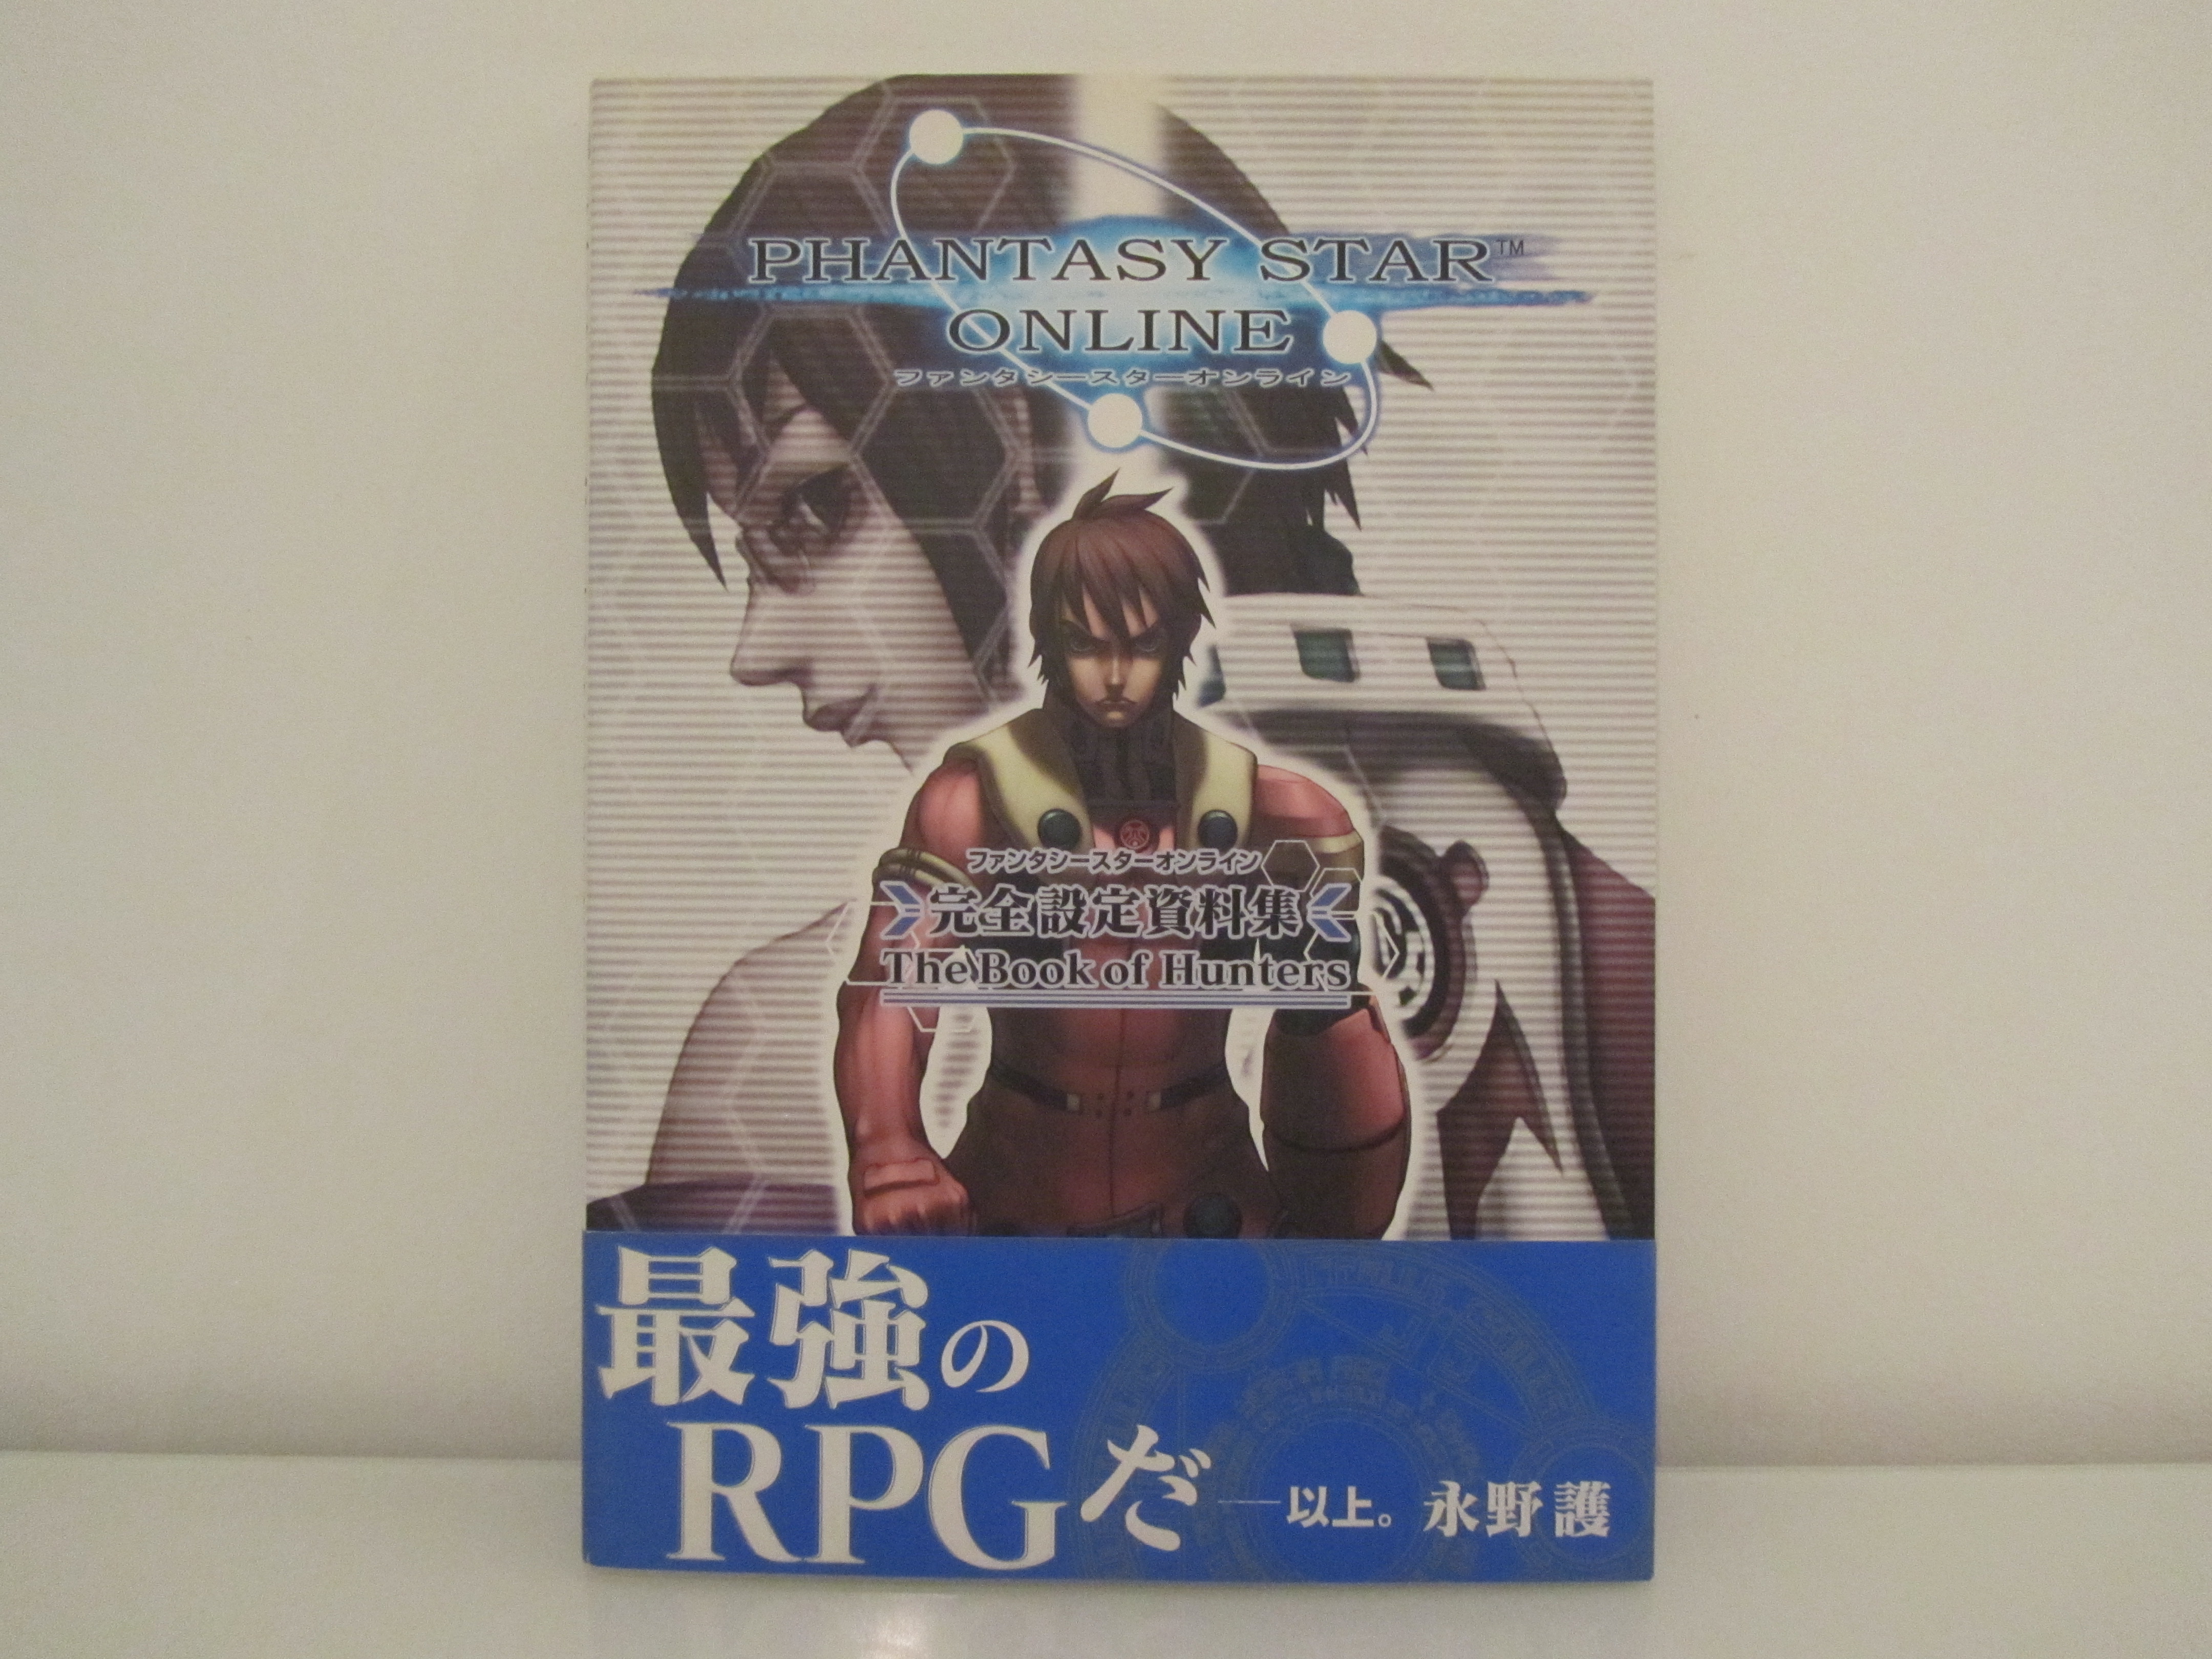 PHANTASY STAR™
ONLINE
ファンタシースターオンライン
ファンタシースターオンライン
完全設定資料集
The Book of Hunters
最強の
RPGだ
──以上。 永野 護